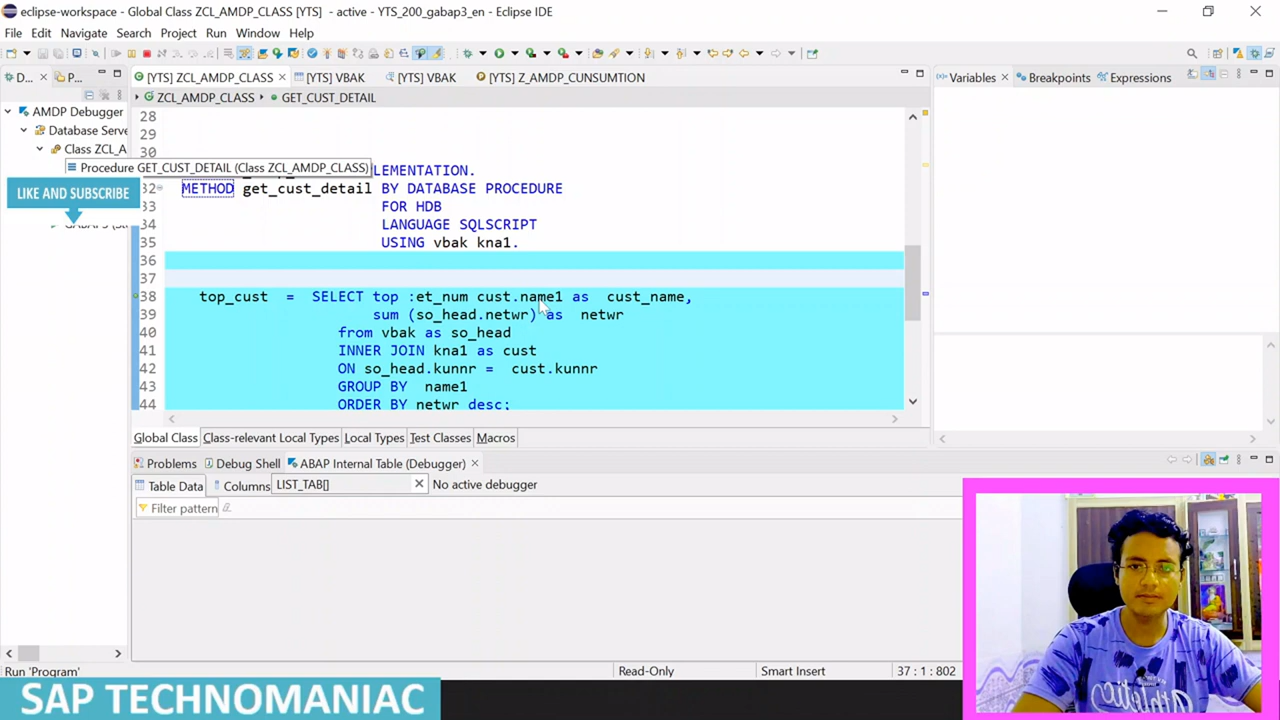 eclipse-workspace - Global Class ZCL_AMDP_CLASS [YTS] - active - YTS_200_gabap3_en - Eclipse IDE
File Edit Navigate Search Project Run Window Help
D... P...
[YTS] ZCL_AMDP_CLASS [YTS] VBAK [YTS] VBAK [YTS] Z_AMDP_CUNSUMTION
Variables Breakpoints Expressions
ZCL_AMDP_CLASS GET_CUST_DETAIL
AMDP Debugger
Database Serve
Class ZCL_A
Procedure GET_CUST_DETAIL (Class ZCL_AMDP_CLASS)
LIKE AND SUBSCRIBE
28
29
30
LEMENTATION.
32 METHOD get_cust_detail BY DATABASE PROCEDURE
33 FOR HDB
34 LANGUAGE SQLSCRIPT
35 USING vbak kna1.
36
37
38 top_cust = SELECT top :et_num cust.name1 as cust_name,
39 sum (so_head.netwr) as netwr
40 from vbak as so_head
41 INNER JOIN kna1 as cust
42 ON so_head.kunnr = cust.kunnr
43 GROUP BY name1
44 ORDER BY netwr desc;
Global Class Class-relevant Local Types Local Types Test Classes Macros
Problems Debug Shell ABAP Internal Table (Debugger)
Table Data Columns LIST_TAB[] No active debugger
Filter pattern
Run 'Program' Read-Only Smart Insert 37 : 1 : 802
SAP TECHNOMANIAC
Athletic